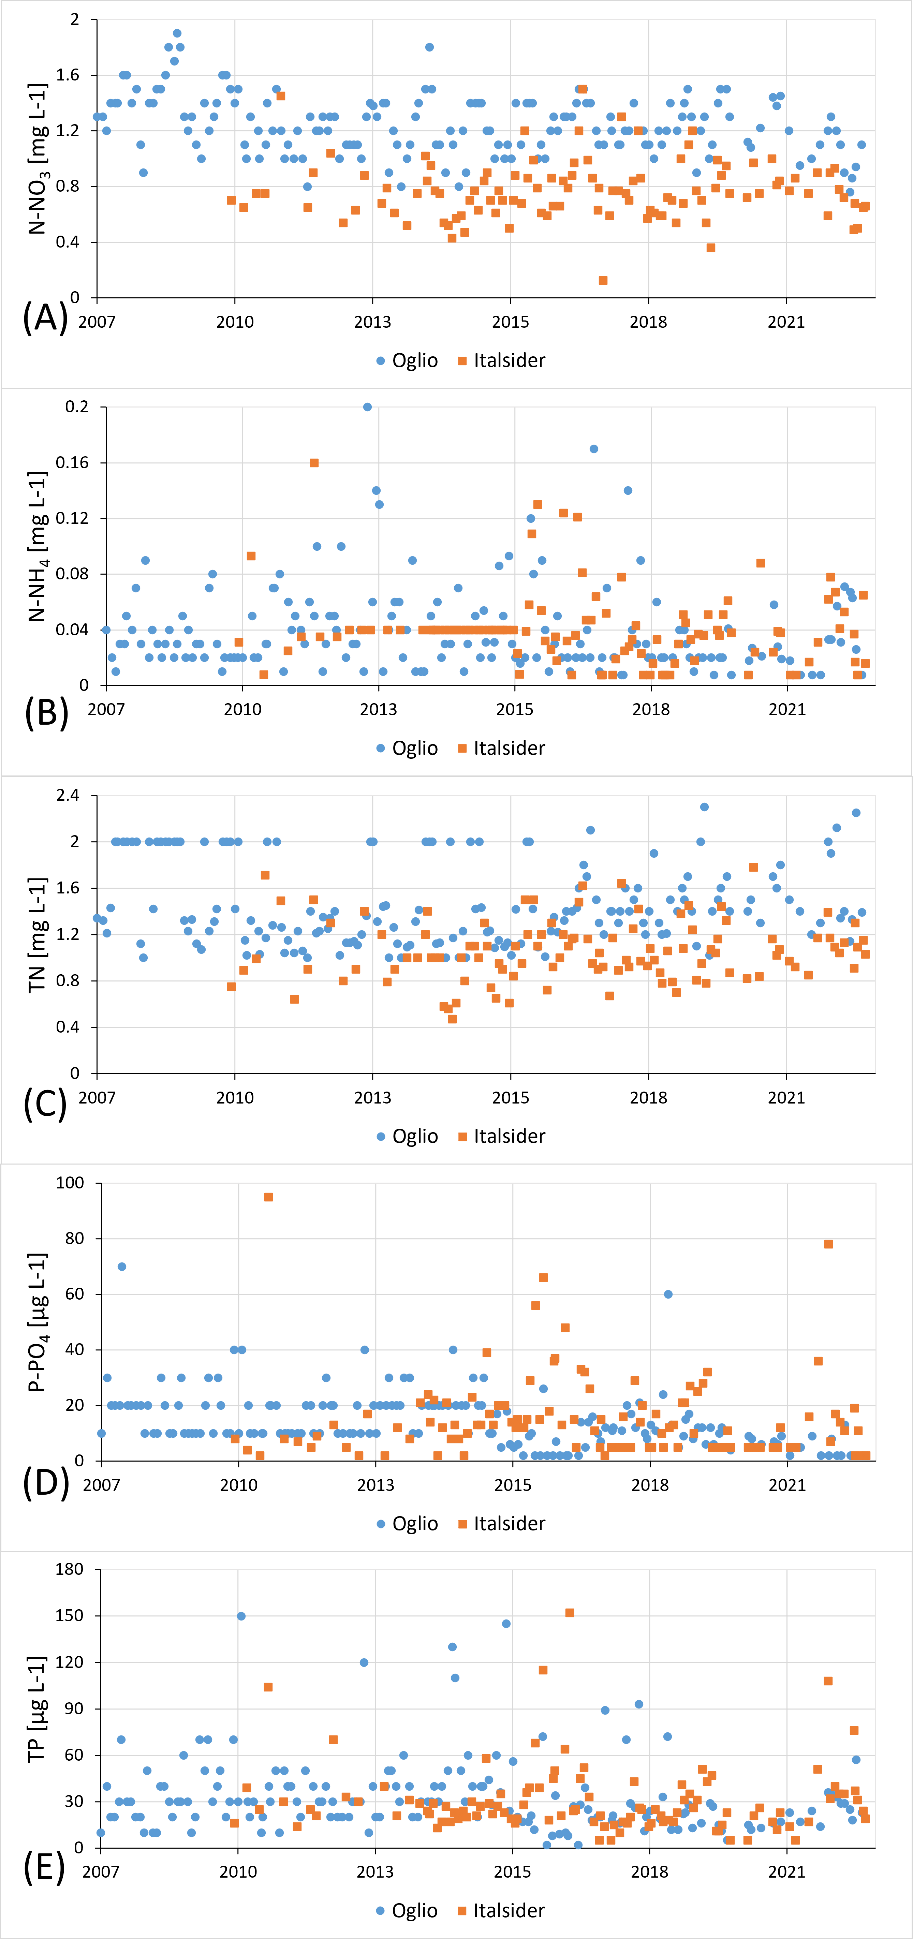 2
1.6
1.2
0.8
0.4
0
N-NO3 [mg L-1]
2007 2010 2013 2015 2018 2021
(A)
Oglio Italsider
0.2
0.16
0.12
0.08
0.04
0
N-NH4 [mg L-1]
2007 2010 2013 2015 2018 2021
(B)
Oglio Italsider
2.4
2
1.6
1.2
0.8
0.4
0
TN [mg L-1]
2007 2010 2013 2015 2018 2021
(C)
Oglio Italsider
100
80
60
40
20
0
P-PO4 [µg L-1]
2007 2010 2013 2015 2018 2021
(D)
Oglio Italsider
180
150
120
90
60
30
0
TP [µg L-1]
2007 2010 2013 2015 2018 2021
(E)
Oglio Italsider